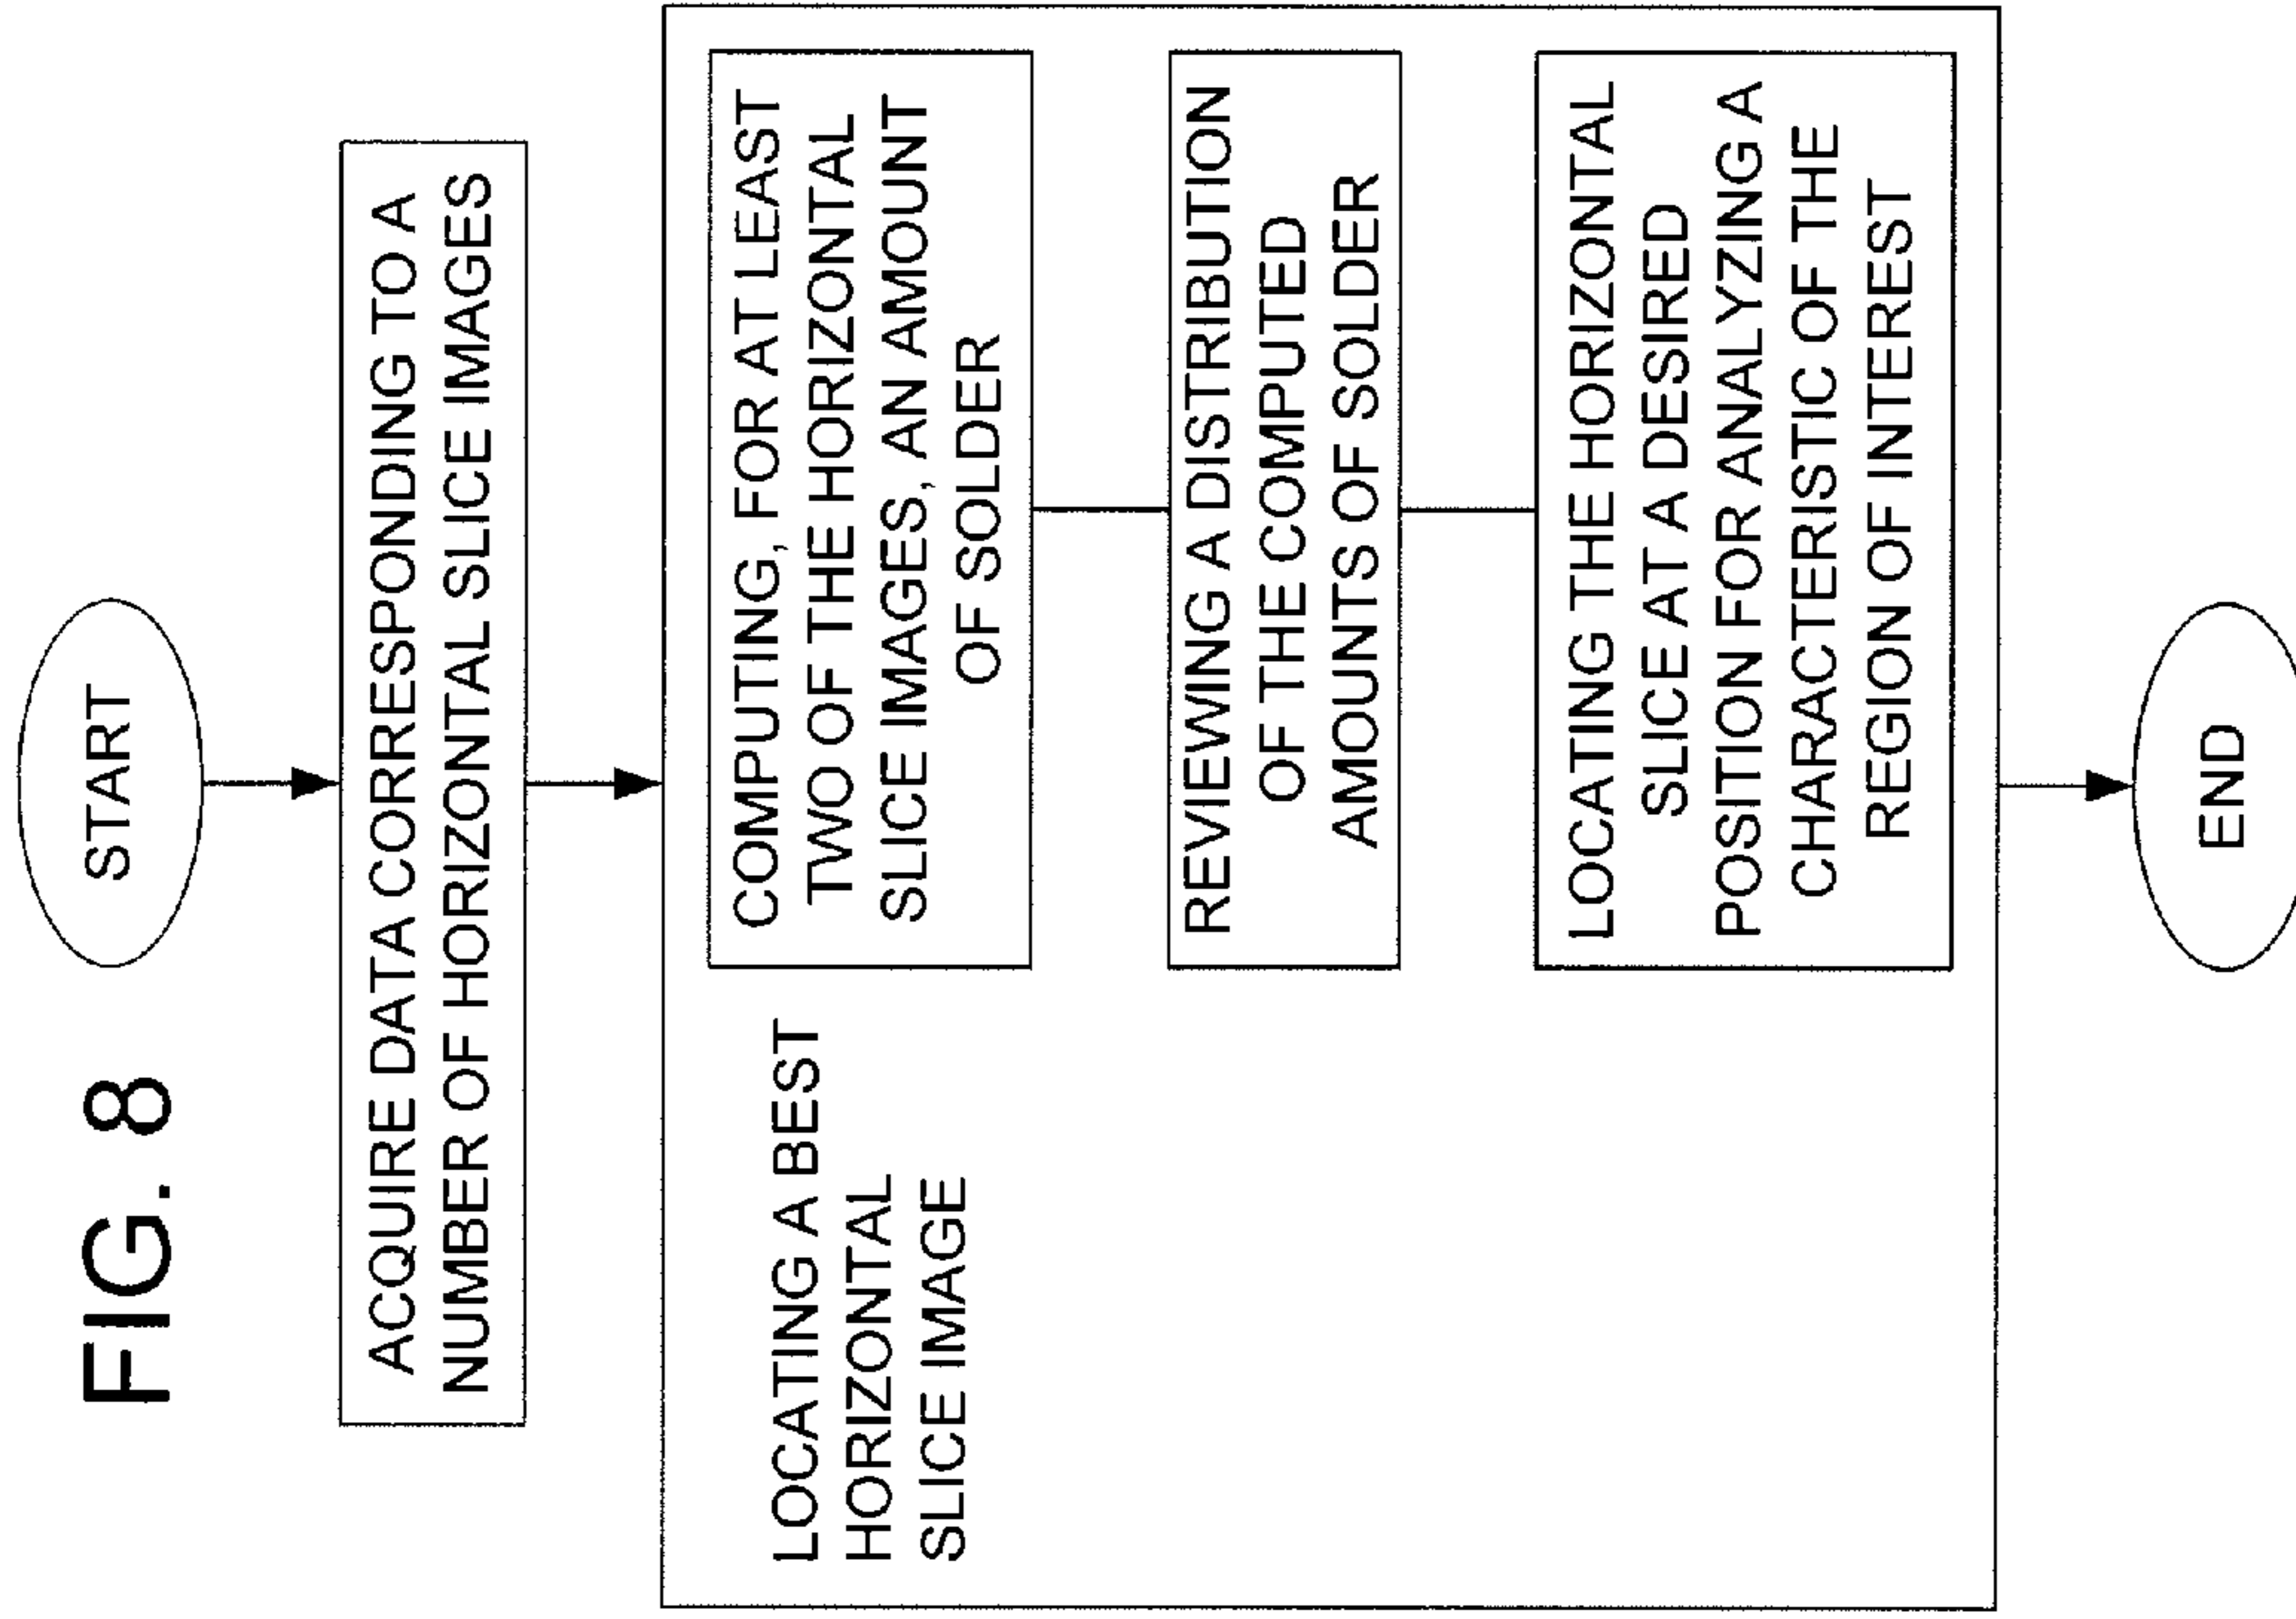 FIG. 8
START
ACQUIRE DATA CORRESPONDING TO A
NUMBER OF HORIZONTAL SLICE IMAGES
LOCATING A BEST
HORIZONTAL
SLICE IMAGE
COMPUTING, FOR AT LEAST
TWO OF THE HORIZONTAL
SLICE IMAGES, AN AMOUNT
OF SOLDER
REVIEWING A DISTRIBUTION
OF THE COMPUTED
AMOUNTS OF SOLDER
LOCATING THE HORIZONTAL
SLICE AT A DESIRED
POSITION FOR ANALYZING A
CHARACTERISTIC OF THE
REGION OF INTEREST
END